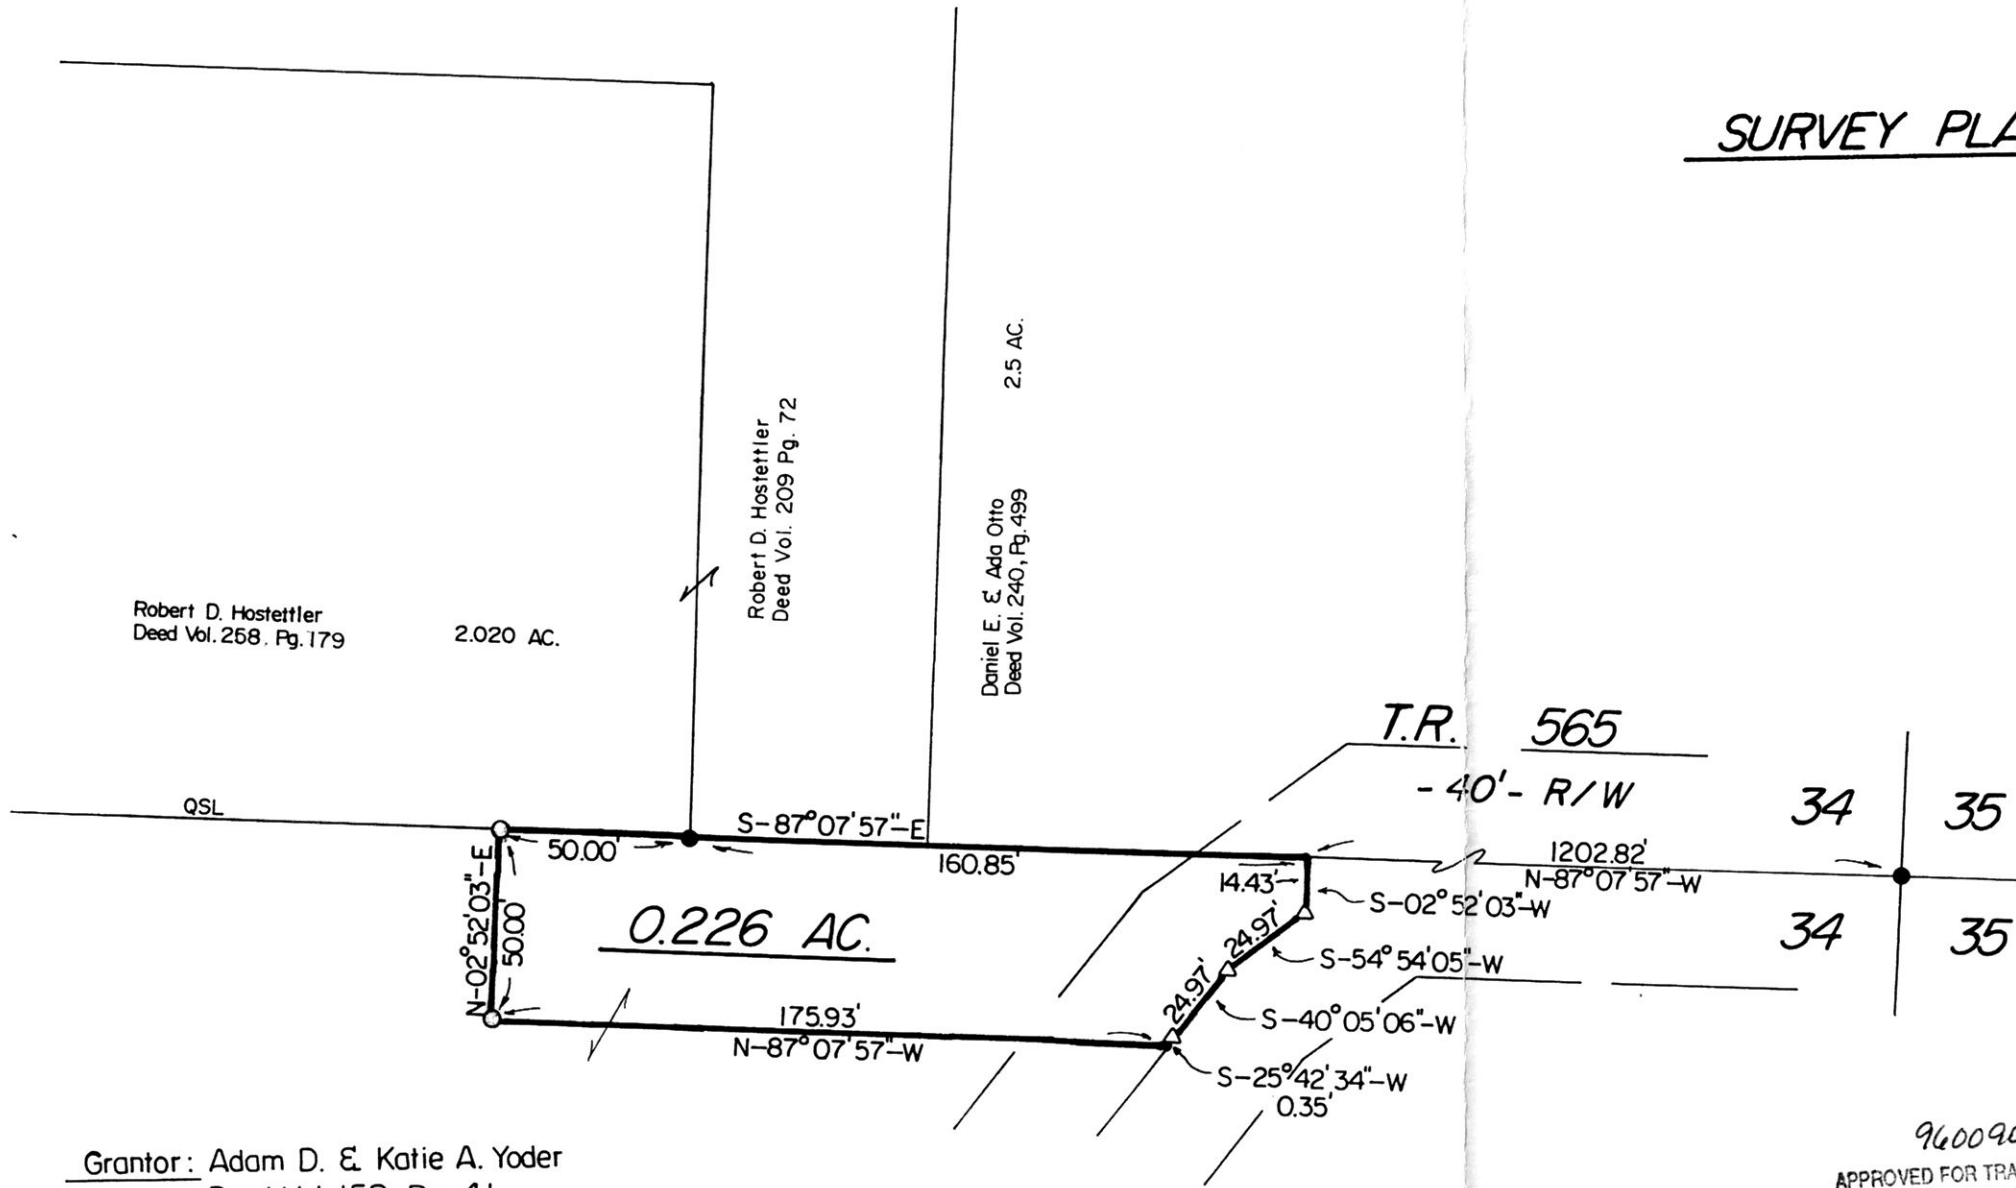 SURVEY
Robert D. Hostettler
Deed Vol. 209 Pg. 72
2.5 AC.
Daniel E. & Ada Otto
Deed Vol. 240, Pg. 499
Robert D. Hostettler
Deed Vol. 268, Pg. 179
2.020 AC.
T.R. 565
-40'- R/W
34
35
QSL
50.00'
S-87°07'57"-E
160.85'
14.43'
1202.82'
N-87°07'57"-W
S-02°52'03"-W
34
35
N-02°52'03"-E
50.00'
0.226 AC.
24.97'
S-54°54'05"-W
24.97'
S-40°05'06"-W
175.93'
N-87°07'57"-W
S-25°42'34"-W
0.35'
Grantor: Adam D. & Katie A. Yoder
APPROVED FOR